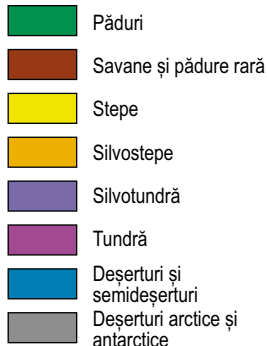 Păduri
Savane și pădure rară
Stepe
Silvostepe
Silvotundră
Tundră
Deșerturi și
semideșerturi
Deșerturi arctice și
antarctice